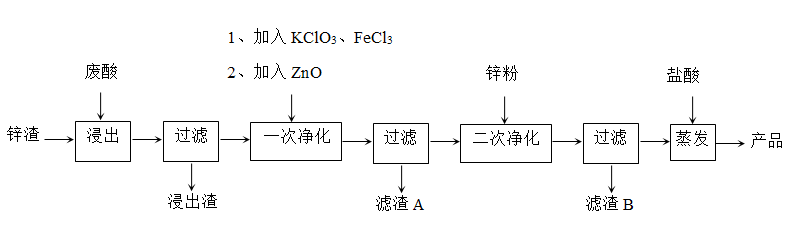 1、加入 KClO₃、FeCl₃
2、加入 ZnO
废酸
锌粉
盐酸
锌渣
浸出
过滤
一次净化
过滤
二次净化
过滤
蒸发
产品
浸出渣
滤渣 A
滤渣 B